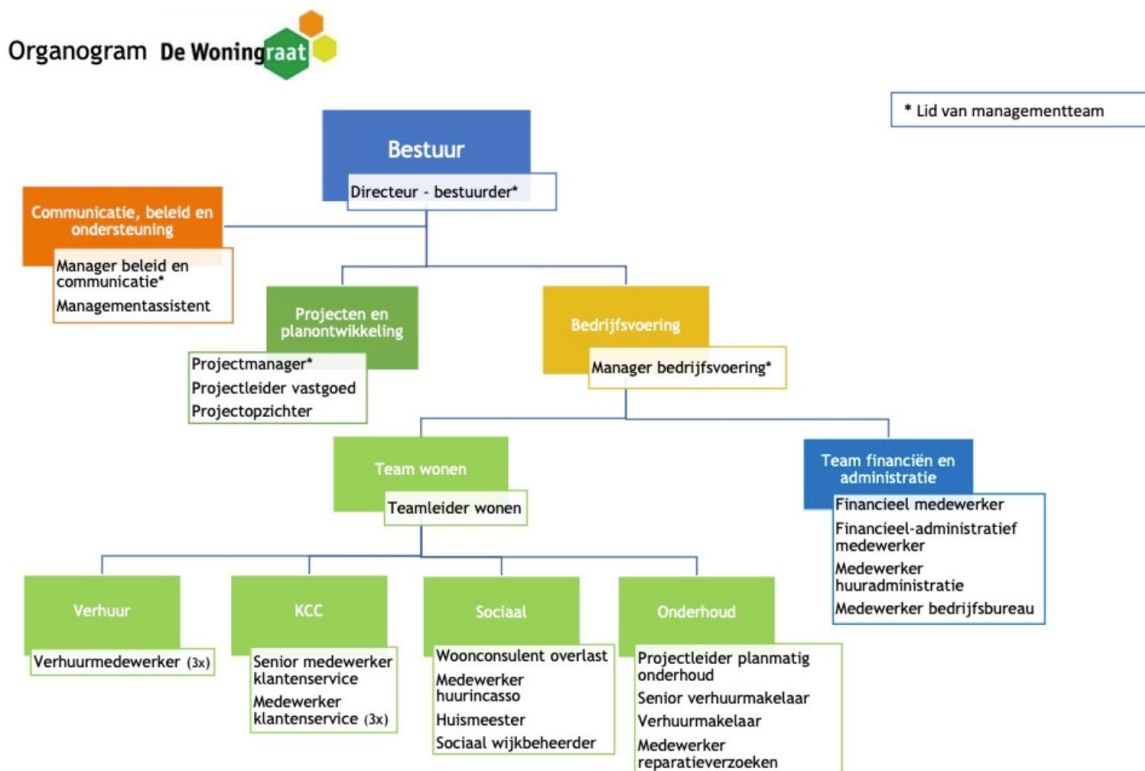 Organogram De Woningraat
* Lid van managementteam
Bestuur
Directeur - bestuurder*
Communicatie, beleid en
ondersteuning
Manager beleid en
communicatie*
Managementassistent
Projecten en
planontwikkeling
Projectmanager*
Projectleider vastgoed
Projectopzichter
Bedrijfsvoering
Manager bedrijfsvoering*
Team wonen
Teamleider wonen
Team financiën en
administratie
Financieel medewerker
Financieel-administratief
medewerker
Medewerker
huuradministratie
Medewerker bedrijfsbureau
Verhuur
Verhuurmedewerker (3x)
KCC
Senior medewerker
klantenservice
Medewerker
klantenservice (3x)
Sociaal
Woonconsulent overlast
Medewerker
huurincasso
Huismeester
Sociaal wijkbeheerder
Onderhoud
Projectleider planmatig
onderhoud
Senior verhuurmakelaar
Verhuurmakelaar
Medewerker
reparatieverzoeken